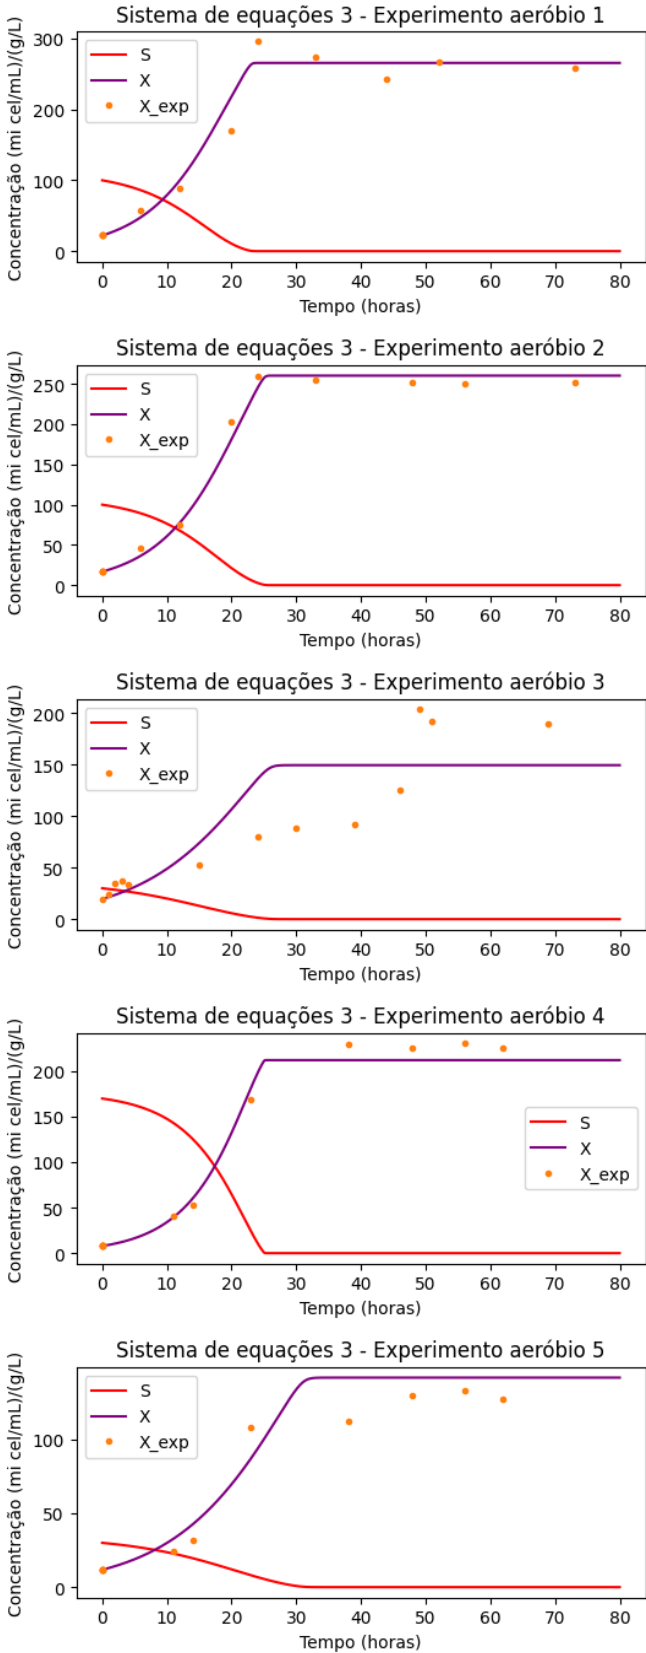 Sistema de equações 3 - Experimento aeróbio 1
300
200
100
0
S
X
X_exp
Concentração (mi cel/mL)/(g/L)
0 10 20 30 40 50 60 70 80
Tempo (horas)
Sistema de equações 3 - Experimento aeróbio 2
250
200
150
100
50
0
S
X
X_exp
Concentração (mi cel/mL)/(g/L)
0 10 20 30 40 50 60 70 80
Tempo (horas)
Sistema de equações 3 - Experimento aeróbio 3
200
150
100
50
0
S
X
X_exp
Concentração (mi cel/mL)/(g/L)
0 10 20 30 40 50 60 70 80
Tempo (horas)
Sistema de equações 3 - Experimento aeróbio 4
200
150
100
50
0
S
X
X_exp
Concentração (mi cel/mL)/(g/L)
0 10 20 30 40 50 60 70 80
Tempo (horas)
Sistema de equações 3 - Experimento aeróbio 5
100
50
0
S
X
X_exp
Concentração (mi cel/mL)/(g/L)
0 10 20 30 40 50 60 70 80
Tempo (horas)